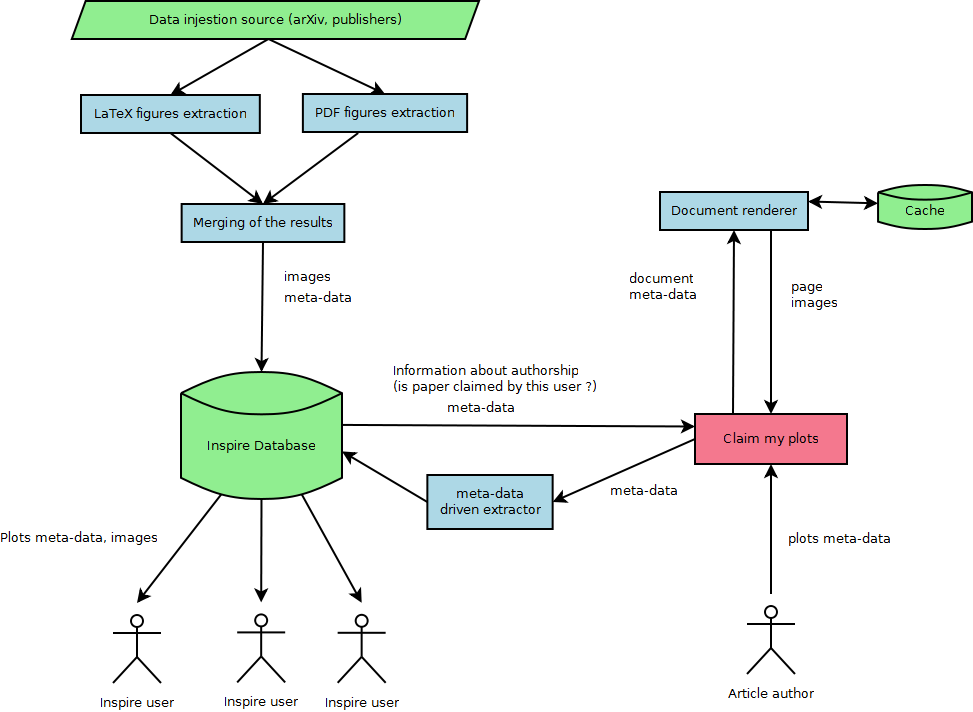 Data injestion source (arXiv, publishers)
LaTeX figures extraction
PDF figures extraction
Merging of the results
Document renderer
Cache
images
meta-data
document
meta-data
page
images
Information about authorship
(is paper claimed by this user ?)
meta-data
Inspire Database
Claim my plots
meta-data
driven extractor
meta-data
Plots meta-data, images
plots meta-data
Inspire user
Inspire user
Inspire user
Article author